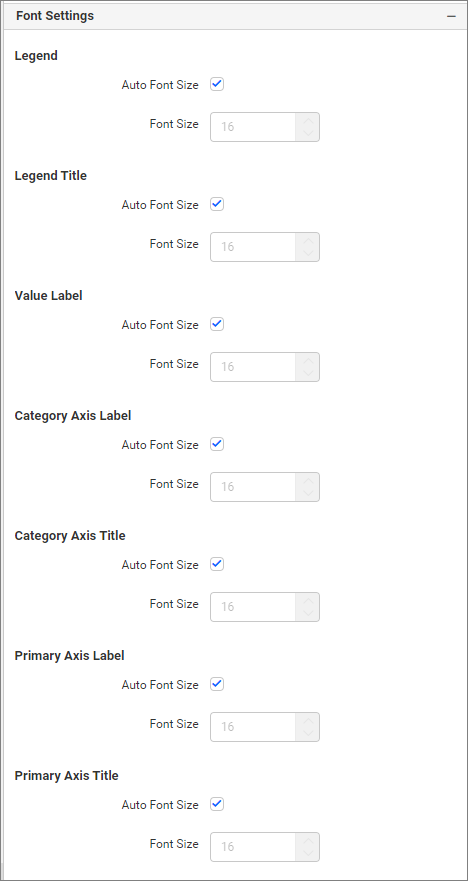 Font Settings
Legend
Auto Font Size
Font Size 16
Legend Title
Auto Font Size
Font Size 16
Value Label
Auto Font Size
Font Size 16
Category Axis Label
Auto Font Size
Font Size 16
Category Axis Title
Auto Font Size
Font Size 16
Primary Axis Label
Auto Font Size
Font Size 16
Primary Axis Title
Auto Font Size
Font Size 16